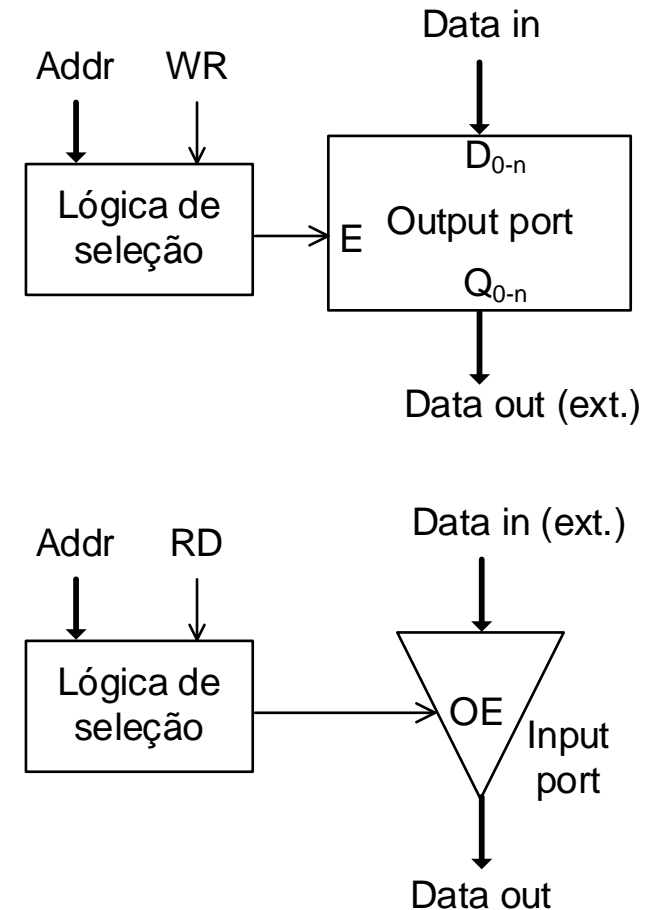 Data in
Addr WR
D0-n
Lógica de
seleção
E
Output port
Q0-n
Data out (ext.)
Data in (ext.)
Addr RD
Lógica de
seleção
OE
Input
port
Data out